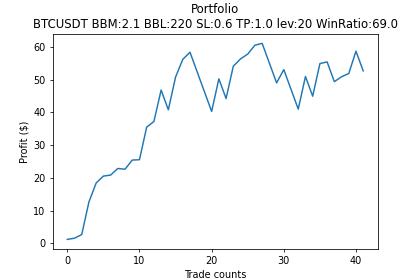 Portfolio
BTCUSDT BBM:2.1 BBL:220 SL:0.6 TP:1.0 lev:20 WinRatio:69.0
60
50
40
30
20
10
0
Profit ($)
0 10 20 30 40
Trade counts